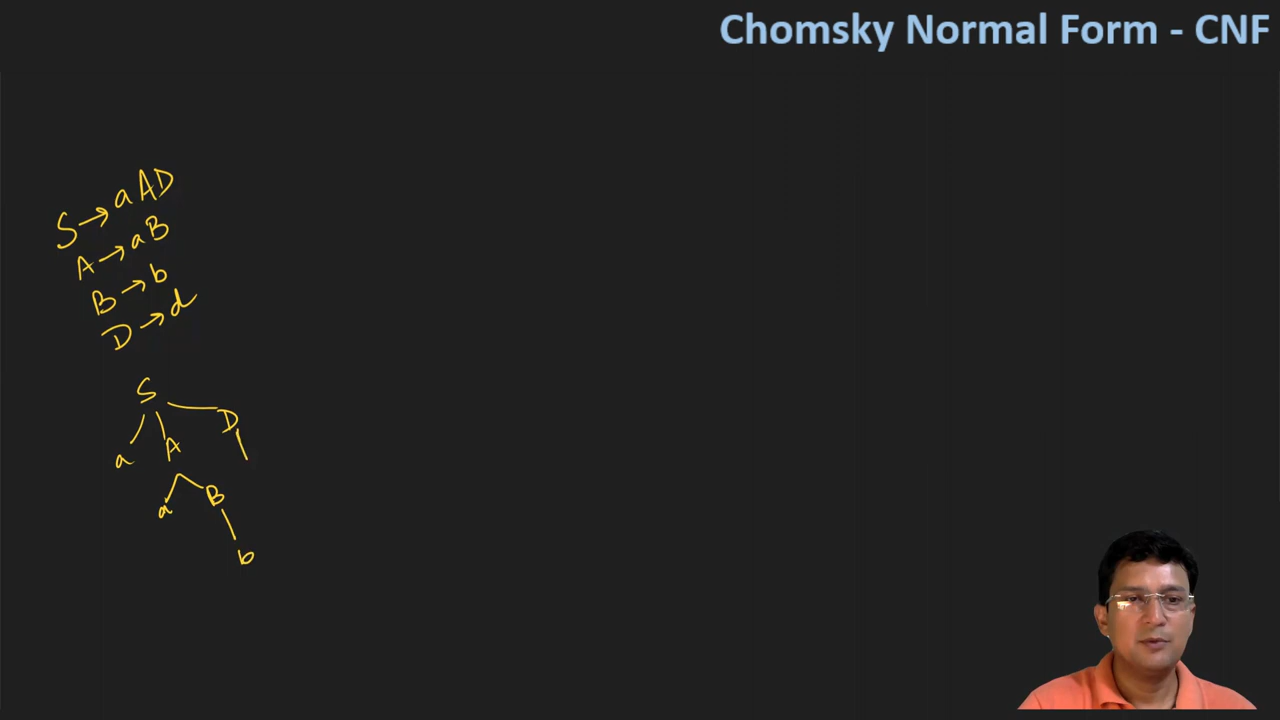 Chomsky Normal Form - CNF
S → aAD
A → aB
B → b
D → d
S
D
a A
a B
b